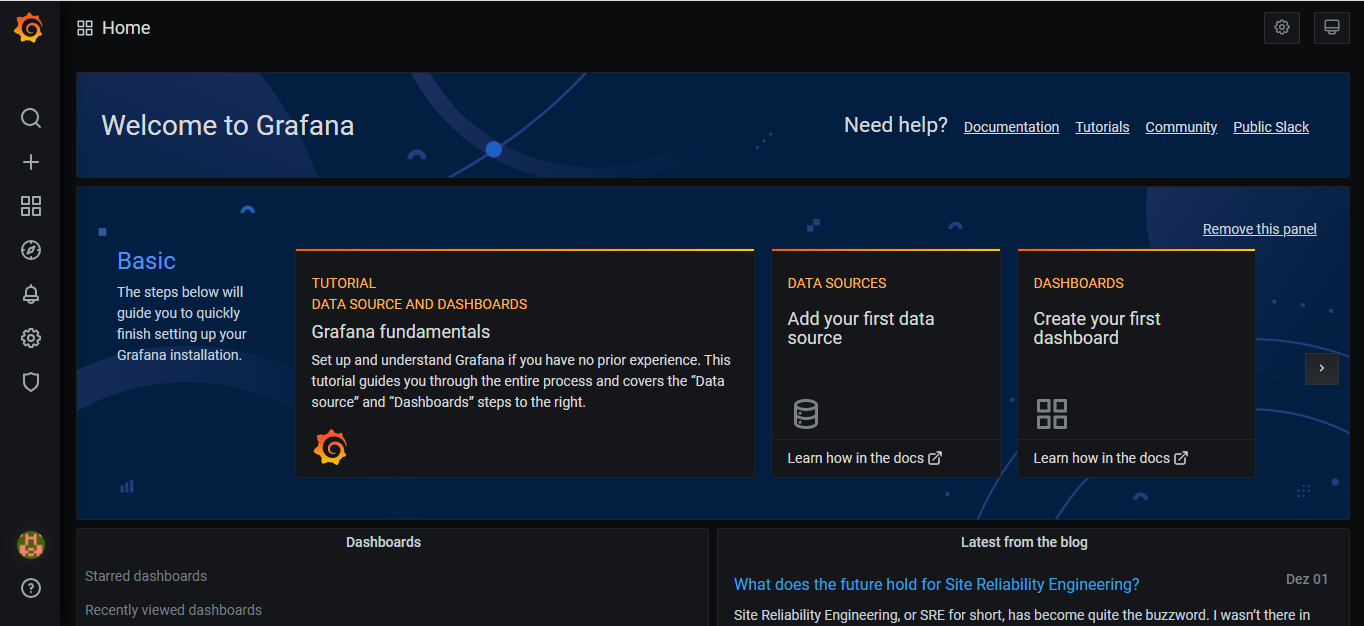 Home
Welcome to Grafana
Need help? Documentation Tutorials Community Public Slack
Remove this panel
Basic
The steps below will
guide you to quickly
finish setting up your
Grafana installation.
TUTORIAL
DATA SOURCE AND DASHBOARDS
Grafana fundamentals
Set up and understand Grafana if you have no prior experience. This
tutorial guides you through the entire process and covers the “Data
source” and “Dashboards” steps to the right.
DATA SOURCES
Add your first data
source
Learn how in the docs
DASHBOARDS
Create your first
dashboard
Learn how in the docs
Dashboards
Starred dashboards
Recently viewed dashboards
Latest from the blog
What does the future hold for Site Reliability Engineering?
Dez 01
Site Reliability Engineering, or SRE for short, has become quite the buzzword. I wasn’t there in